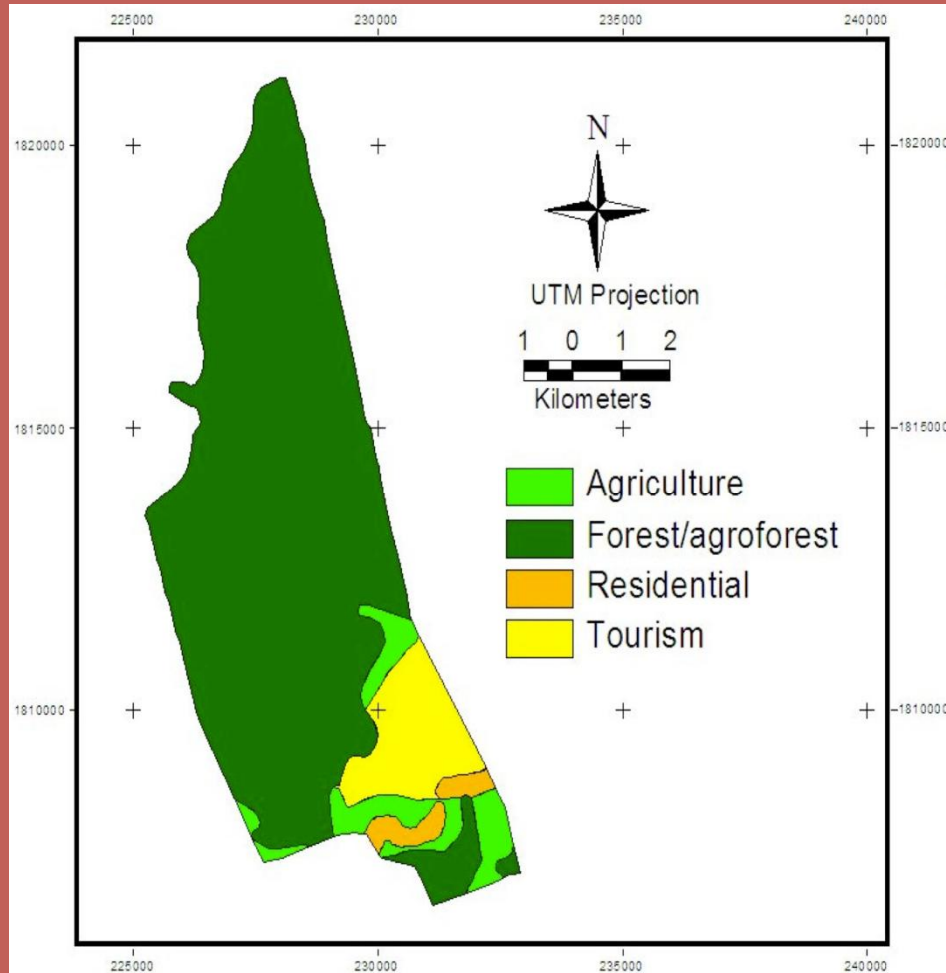 225000 230000 235000 240000
N
1820000 1820000
UTM Projection
1 0 1 2
Kilometers
1815000 1815000
Agriculture
Forest/agroforest
Residential
Tourism
1810000 1810000
225000 230000 235000 240000